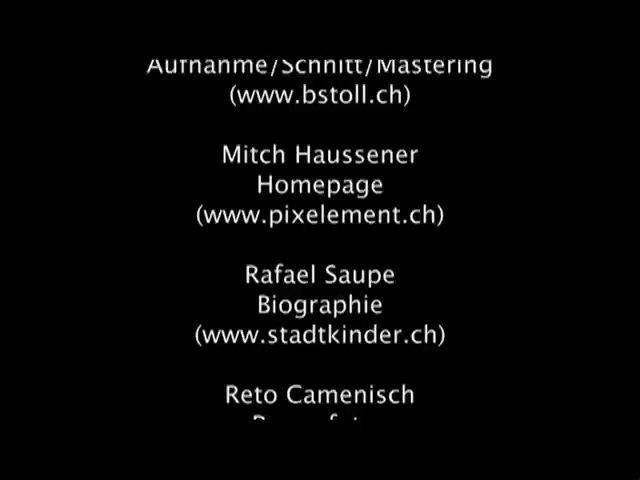 Aufnahme/Schnitt/Mastering
(www.bstoll.ch)
Mitch Haussener
Homepage
(www.pixelement.ch)
Rafael Saupe
Biographie
(www.stadtkinder.ch)
Reto Camenisch